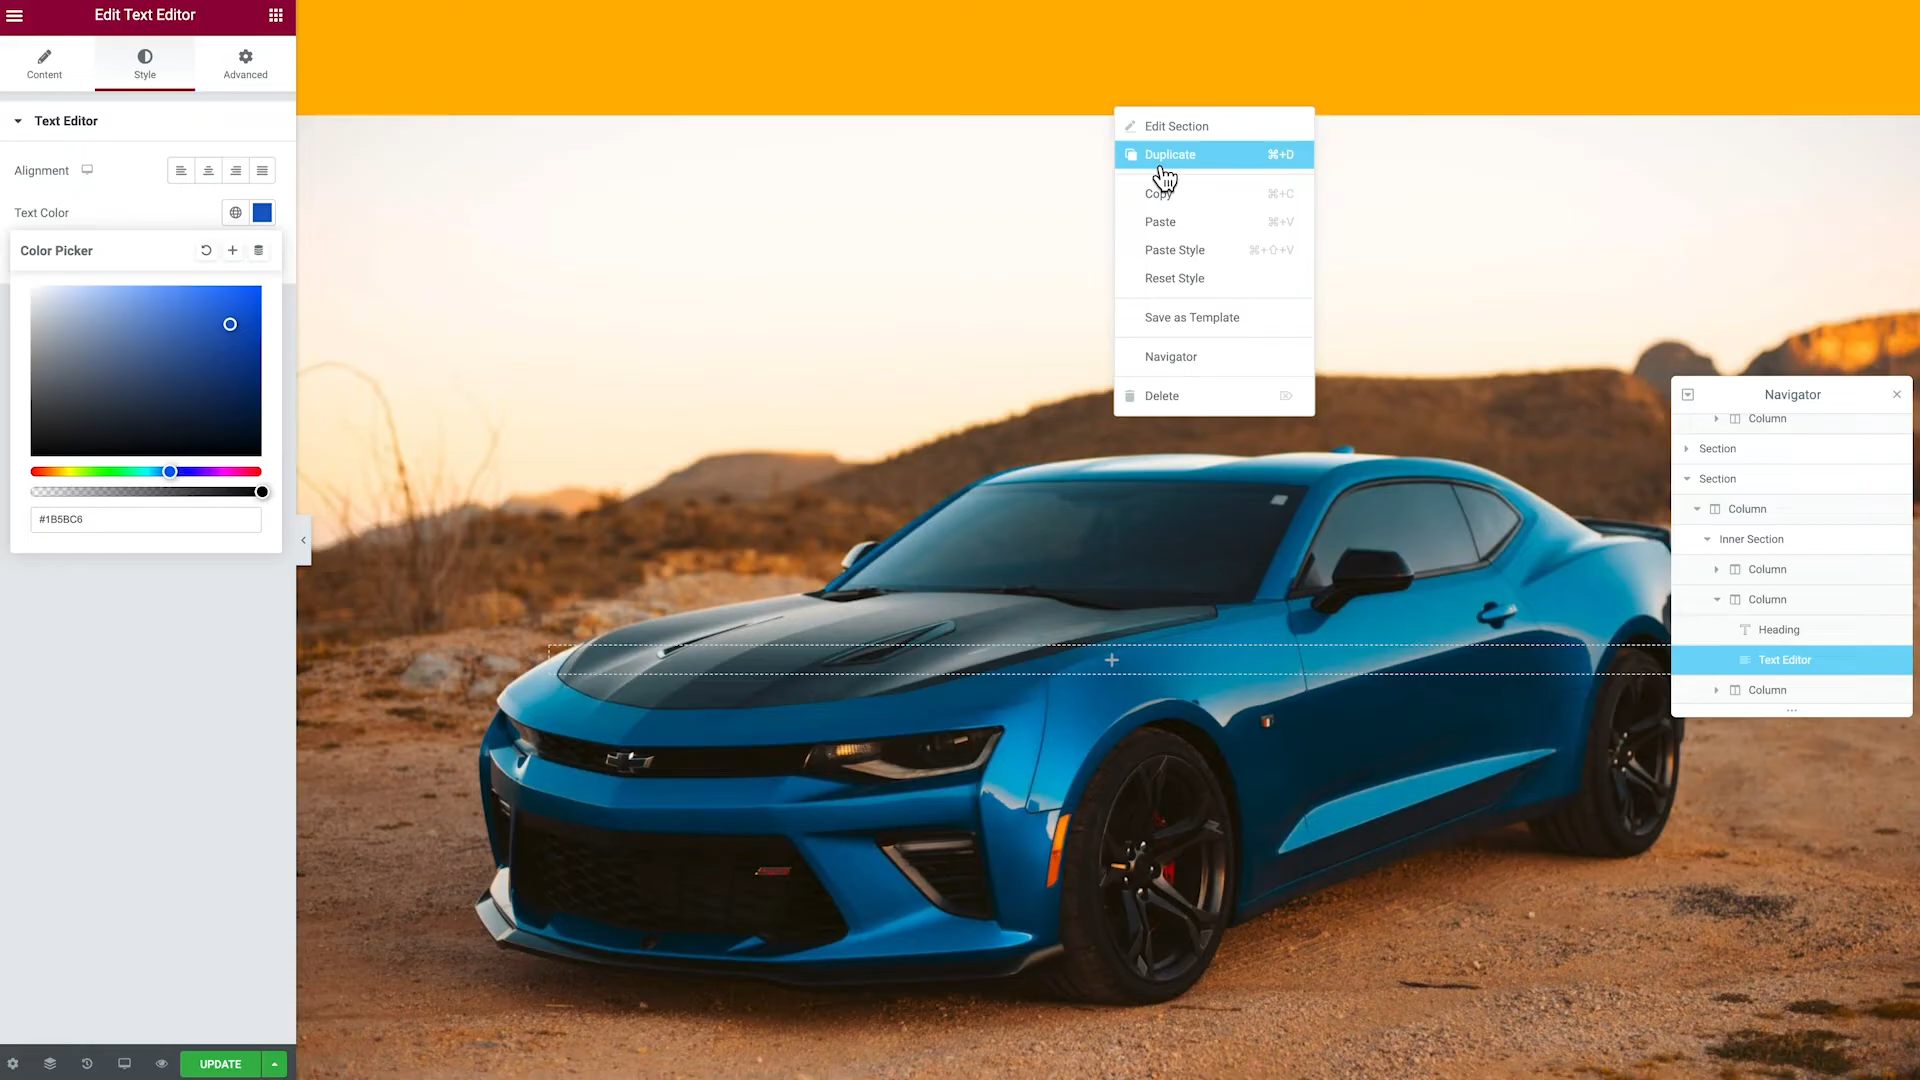 Edit Text Editor
Content
Style
Advanced
Text Editor
Alignment
Text Color
Color Picker
#1B5BC6
UPDATE
Edit Section
Duplicate ⌘+D
Copy ⌘+C
Paste ⌘+V
Paste Style ⌘+⇧+V
Reset Style
Save as Template
Navigator
Delete ⌦
Navigator
Column
Section
Section
Column
Inner Section
Column
Column
Heading
Text Editor
Column